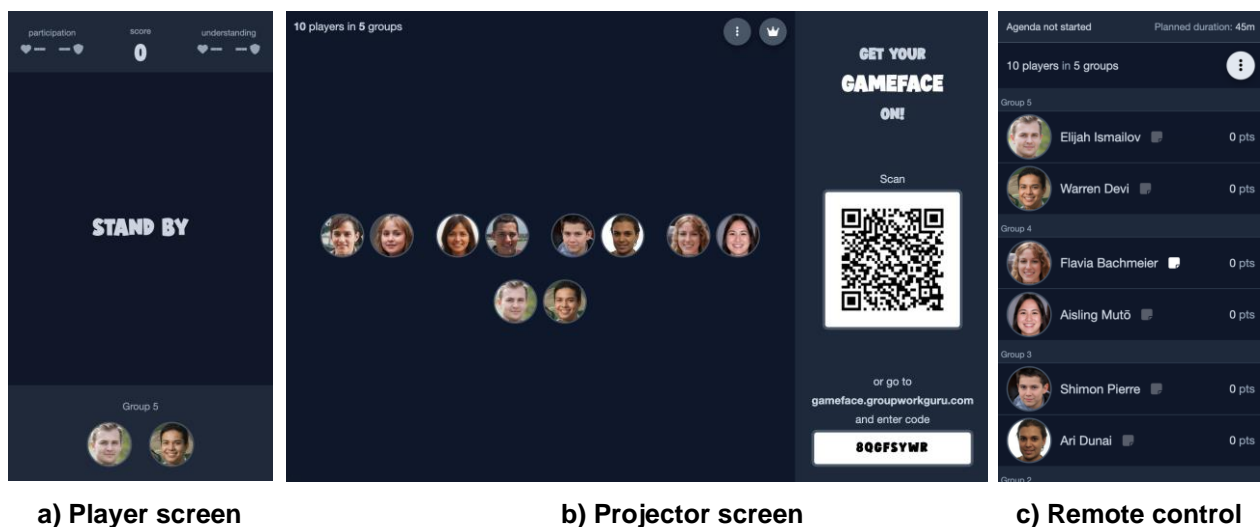 participation
score
understanding
0
STAND BY
Group 5
10 players in 5 groups
GET YOUR
GAMEFACE
ON!
Scan
or go to
gameface.groupworkguru.com
and enter code
8QGFSYWR
Agenda not started Planned duration: 45m
10 players in 5 groups
Group 5
Elijah Ismailov 0 pts
Warren Devi 0 pts
Group 4
Flavia Bachmeier 0 pts
Aisling Mutō 0 pts
Group 3
Shimon Pierre 0 pts
Ari Dunai 0 pts
Group 2
a) Player screen
b) Projector screen
c) Remote control